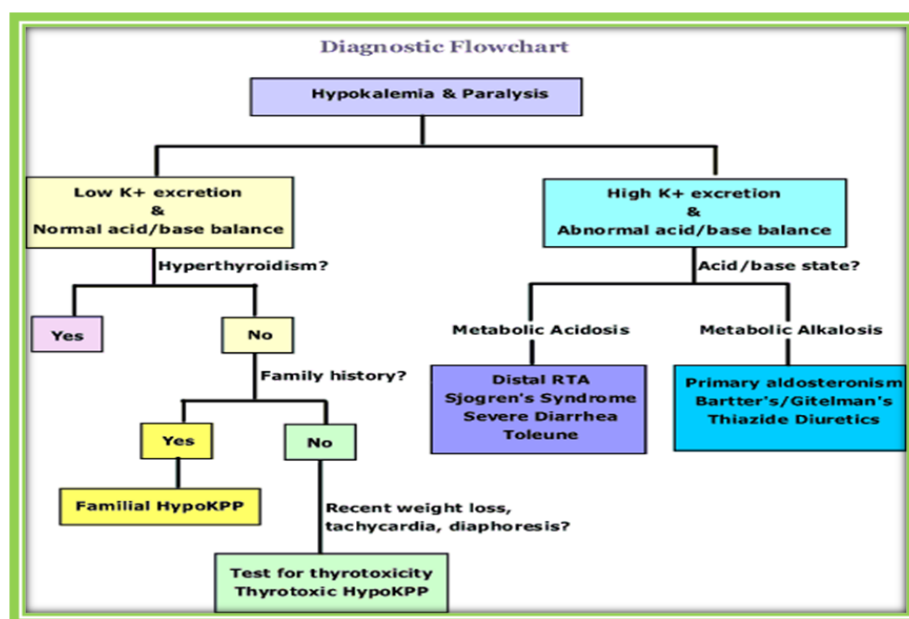 Diagnostic Flowchart
Hypokalemia & Paralysis
Low K+ excretion
&
Normal acid/base balance
High K+ excretion
&
Abnormal acid/base balance
Hyperthyroidism?
Acid/base state?
Yes
No
Metabolic Acidosis
Metabolic Alkalosis
Family history?
Distal RTA
Sjogren's Syndrome
Severe Diarrhea
Toleune
Primary aldosteronism
Bartter's/Gitelman's
Thiazide Diuretics
Yes
No
Familial HypoKPP
Recent weight loss,
tachycardia, diaphoresis?
Test for thyrotoxicity
Thyrotoxic HypoKPP